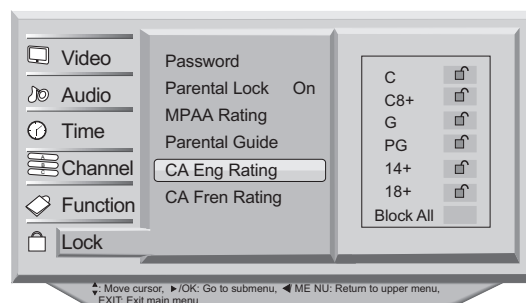 Video
Audio
Time
Channel
Function
Lock
Password
Parental Lock On
MPAA Rating
Parental Guide
CA Eng Rating
CA Fren Rating
C
C8+
G
PG
14+
18+
Block All
: Move cursor, ►/OK: Go to submenu, ◄/ ME NU: Return to upper menu,
EXIT: Exit main menu